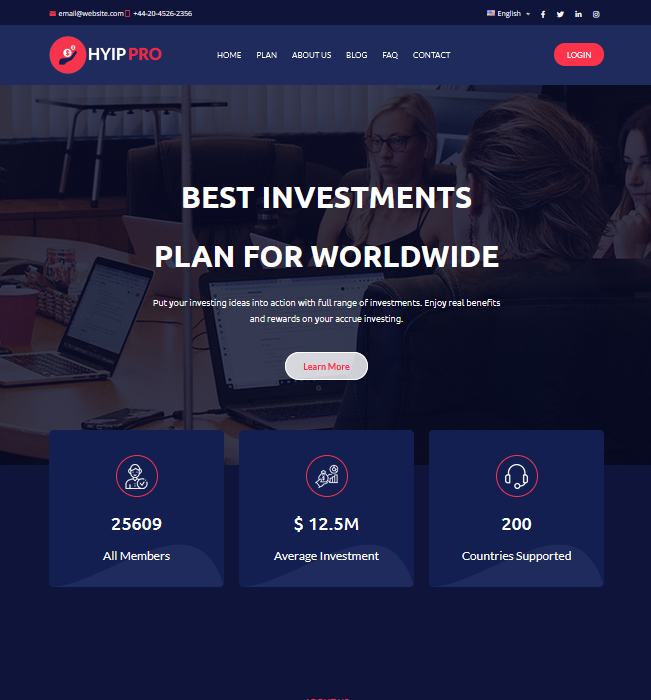 email@website.com +44-20-4526-2356
English
HYIP PRO
HOME PLAN ABOUT US BLOG FAQ CONTACT
LOGIN
BEST INVESTMENTS
PLAN FOR WORLDWIDE
Put your investing ideas into action with full range of investments. Enjoy real benefits
and rewards on your accrue investing.
Learn More
25609
All Members
$ 12.5M
Average Investment
200
Countries Supported